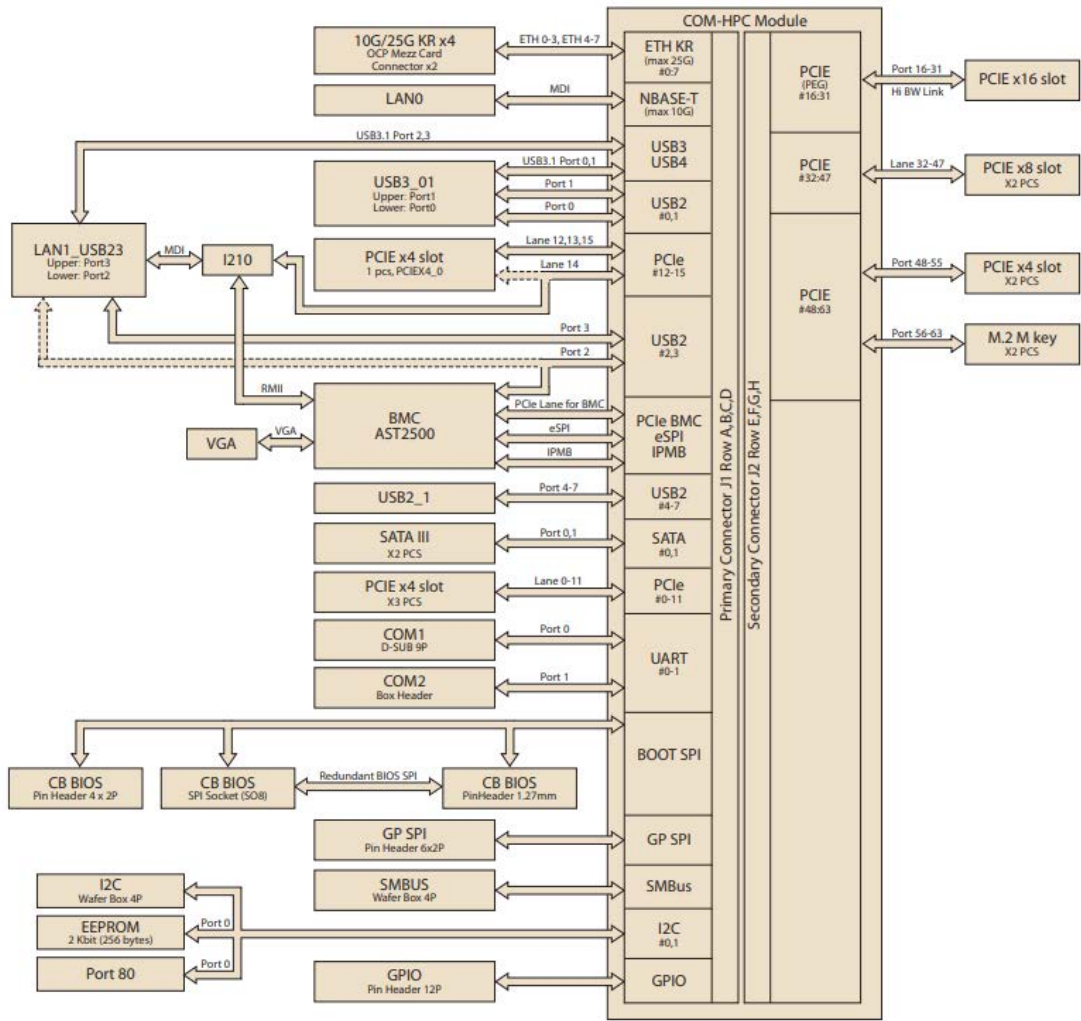 COM-HPC Module
10G/25G KR x4
OCP Mezz Card
Connector x2
ETH 0-3, ETH 4-7
ETH KR
(max 25G)
#0:7
LAN0
MDI
NBASE-T
(max 10G)
USB3.1 Port 2,3
USB3
USB4
USB3_01
Upper: Port1
Lower: Port0
USB3.1 Port 0,1
Port 1
Port 0
USB2
#0,1
LAN1_USB23
Upper: Port3
Lower: Port2
MDI
I210
PCIE x4 slot
1 pcs, PCIEX4_0
Lane 12,13,15
Lane 14
PCIe
#12-15
Port 3
Port 2
USB2
#2,3
RMII
BMC
AST2500
VGA
VGA
PCIe Lane for BMC
eSPI
IPMB
PCIe BMC
eSPI
IPMB
USB2_1
Port 4-7
USB2
#4-7
SATA III
X2 PCS
Port 0,1
SATA
#0,1
PCIE x4 slot
X3 PCS
Lane 0-11
PCIe
#0-11
COM1
D-SUB 9P
Port 0
UART
#0-1
COM2
Box Header
Port 1
BOOT SPI
CB BIOS
Pin Header 4 x 2P
CB BIOS
SPI Socket (SO8)
Redundant BIOS SPI
CB BIOS
PinHeader 1.27mm
GP SPI
Pin Header 6x2P
GP SPI
SMBUS
Wafer Box 4P
SMBus
I2C
Wafer Box 4P
EEPROM
2 Kbit (256 bytes)
Port 0
Port 80
Port 0
I2C
#0,1
GPIO
Pin Header 12P
GPIO
Primary Connector J1 Row A,B,C,D
Secondary Connector J2 Row E,F,G,H
PCIE
(PEG)
#16:31
Port 16-31
Hi BW Link
PCIE x16 slot
PCIE
#32:47
Lane 32-47
PCIE x8 slot
X2 PCS
PCIE
#48:63
Port 48-55
PCIE x4 slot
X2 PCS
Port 56-63
M.2 M key
X2 PCS